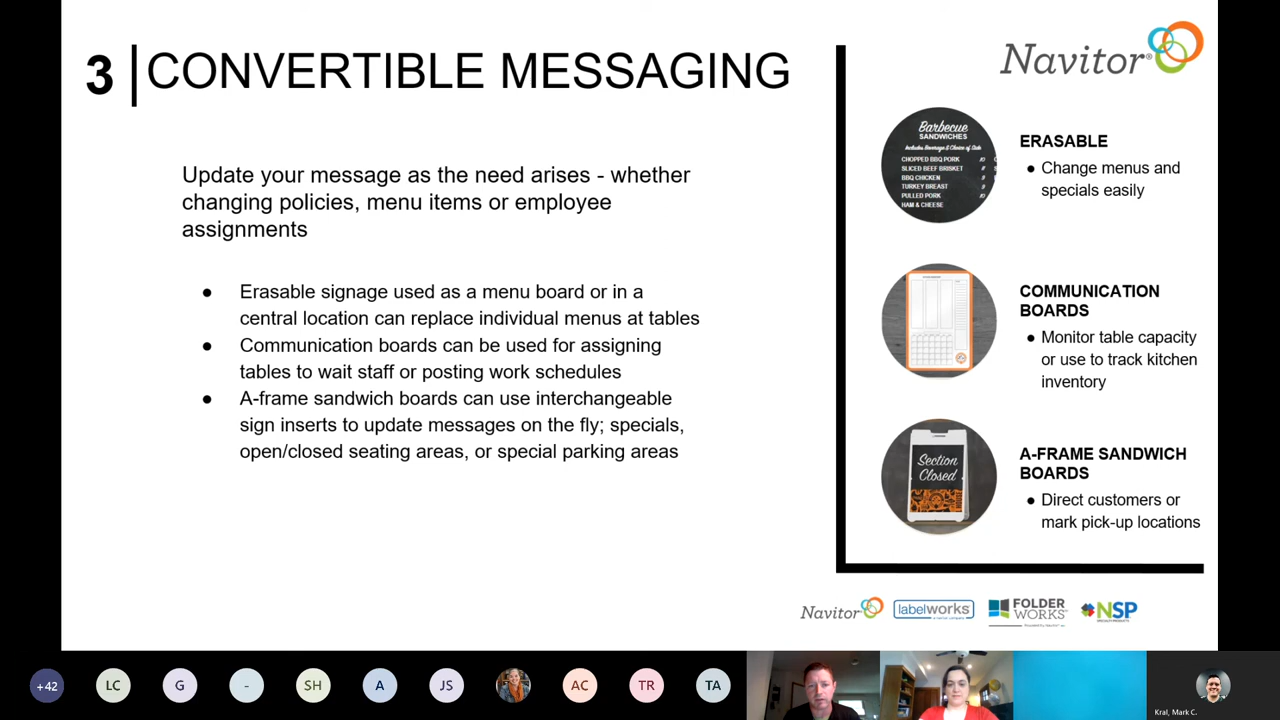 3
CONVERTIBLE MESSAGING
Navitor®
Update your message as the need arises - whether
changing policies, menu items or employee
assignments
● Erasable signage used as a menu board or in a
central location can replace individual menus at tables
● Communication boards can be used for assigning
tables to wait staff or posting work schedules
● A-frame sandwich boards can use interchangeable
sign inserts to update messages on the fly; specials,
open/closed seating areas, or special parking areas
Barbecue
SANDWICHES
Includes Beverage & Choice of Side
CHOPPED BBQ PORK 10
SLICED BEEF BRISKET 9
BBQ CHICKEN 9
TURKEY BREAST 9
PULLED PORK 10
HAM & CHEESE
ERASABLE
● Change menus and
specials easily
COMMUNICATION
BOARDS
● Monitor table capacity
or use to track kitchen
inventory
Section
Closed
A-FRAME SANDWICH
BOARDS
● Direct customers or
mark pick-up locations
Navitor
labelworks
FOLDER
WORKS
NSP
+42
LC
G
-
SH
A
JS
AC
TR
TA
Kral, Mark C.